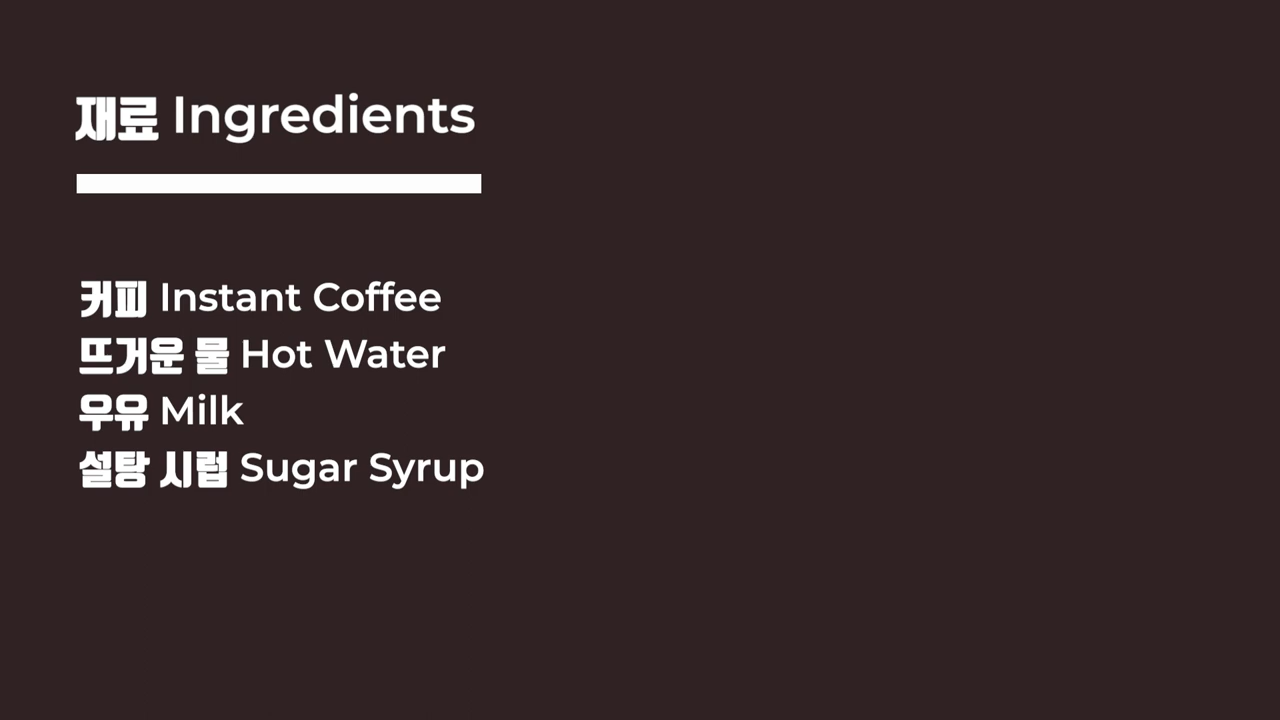 재료 Ingredients
커피 Instant Coffee
뜨거운 물 Hot Water
우유 Milk
설탕 시럽 Sugar Syrup